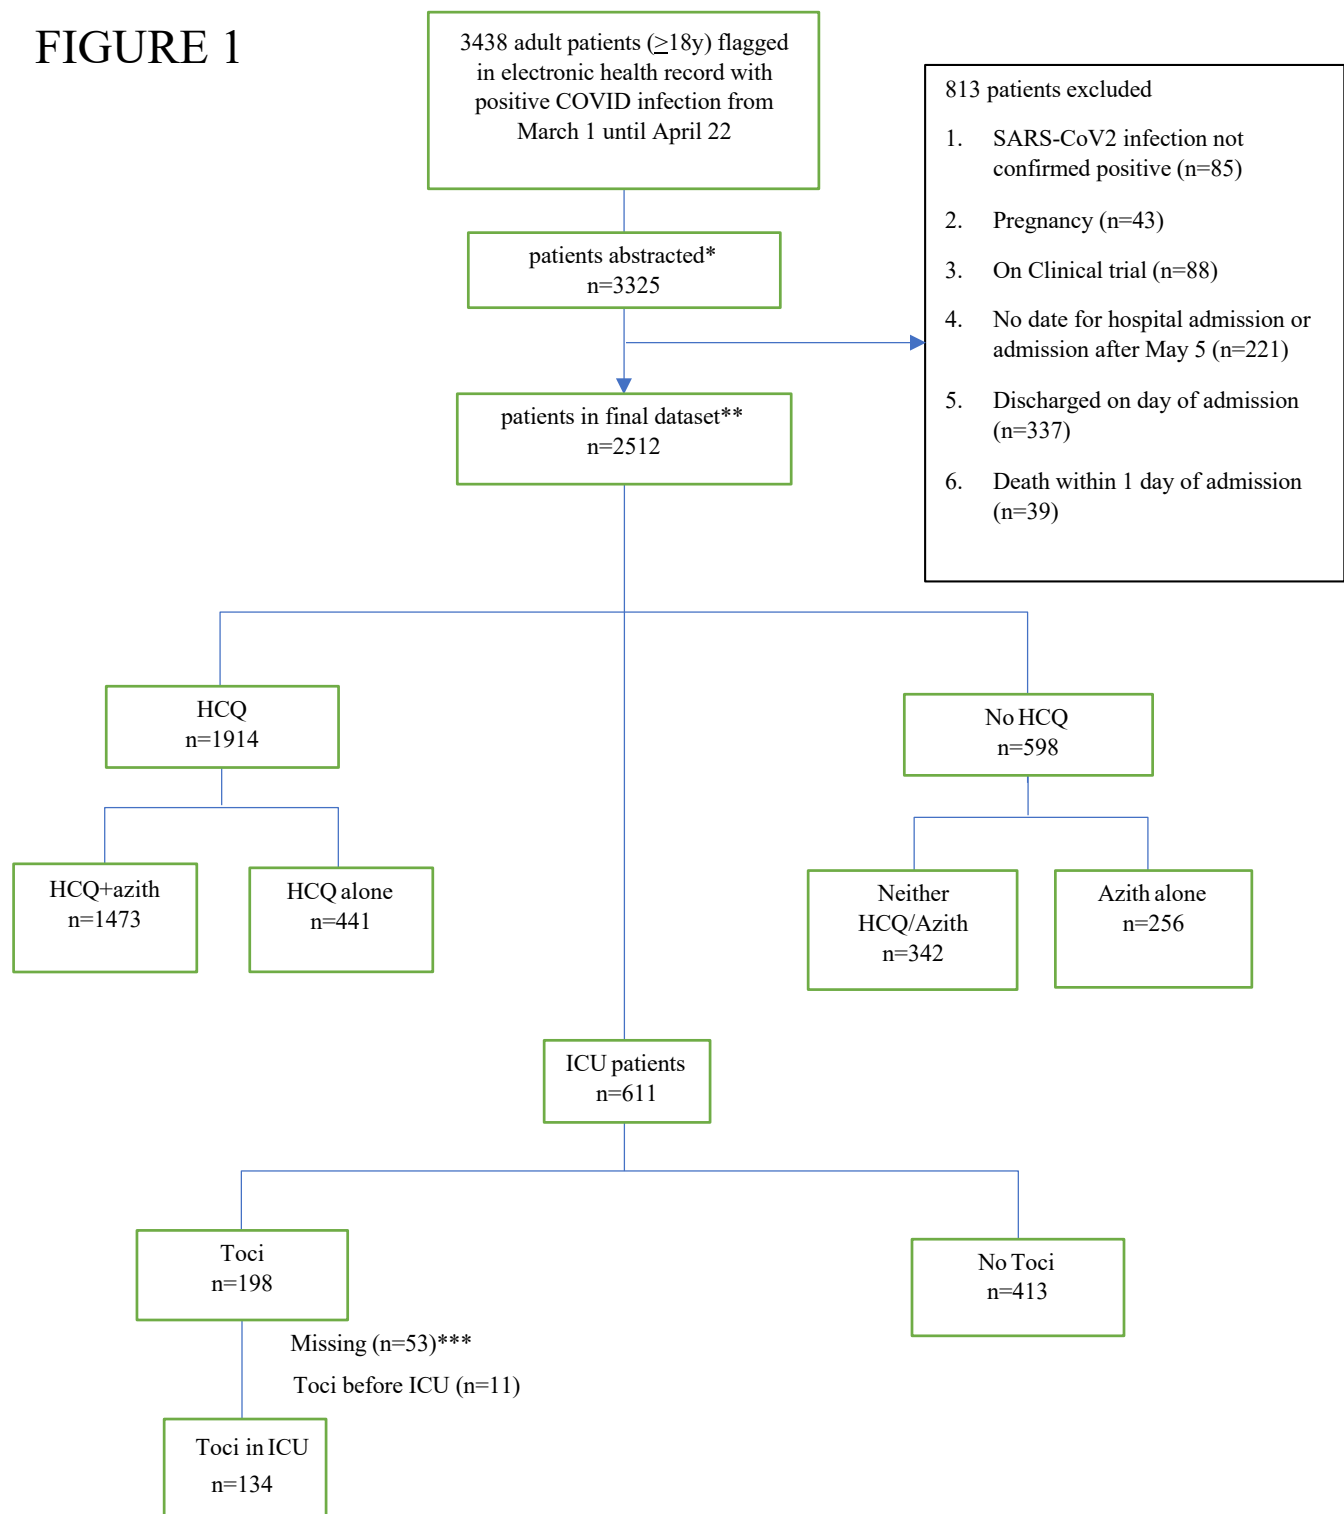 FIGURE 1
3438 adult patients (≥18y) flagged
in electronic health record with
positive COVID infection from
March 1 until April 22
813 patients excluded
1. SARS-CoV2 infection not
confirmed positive (n=85)
2. Pregnancy (n=43)
3. On Clinical trial (n=88)
4. No date for hospital admission or
admission after May 5 (n=221)
5. Discharged on day of admission
(n=337)
6. Death within 1 day of admission
(n=39)
patients abstracted*
n=3325
patients in final dataset**
n=2512
HCQ
n=1914
No HCQ
n=598
HCQ+azith
n=1473
HCQ alone
n=441
Neither
HCQ/Azith
n=342
Azith alone
n=256
ICU patients
n=611
Toci
n=198
No Toci
n=413
Missing (n=53)***
Toci before ICU (n=11)
Toci in ICU
n=134